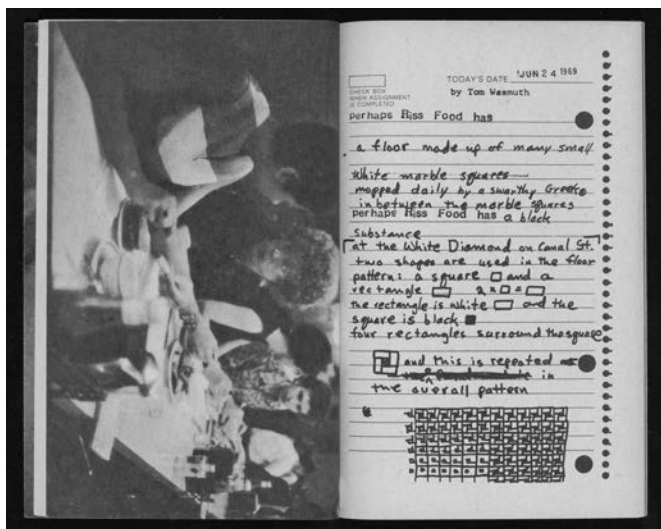 TODAY'S DATE JUN 24 1969
CHECK BOX
WHEN ASSIGNMENT
IS COMPLETED
by Tom Wasmuth
perhaps Riss Food has
a floor made up of many small
White marble squares
mopped daily by a swarthy Greek
in between the marble squares
perhaps Riss Food has a black
substance
at the White Diamond on Canal St.
two shapes are used in the floor
pattern: a square and a
rectangle 2 x =
the rectangle is white and the
square is black
four rectangles surround the square
and this is repeated
in
the overall pattern